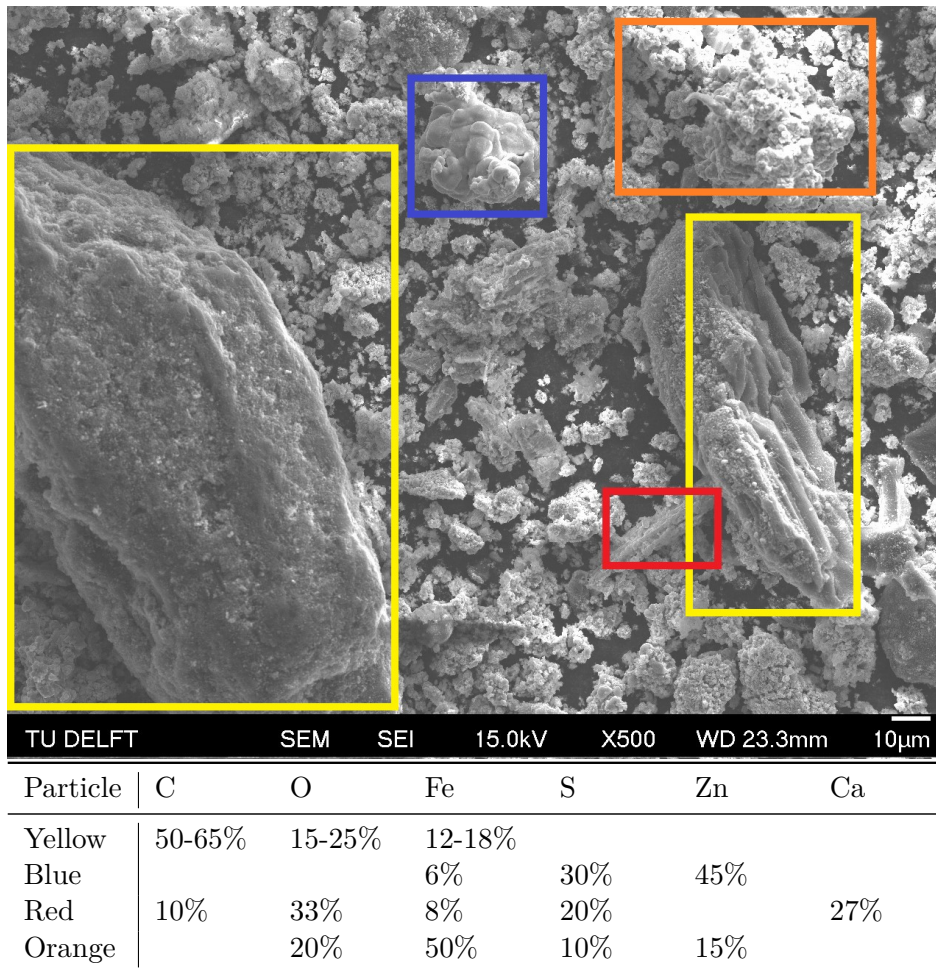 TU DELFT SEM SEI 15.0kV X500 WD 23.3mm 10µm
Particle C O Fe S Zn Ca
Yellow 50-65% 15-25% 12-18%
Blue 6% 30% 45%
Red 10% 33% 8% 20% 27%
Orange 20% 50% 10% 15%